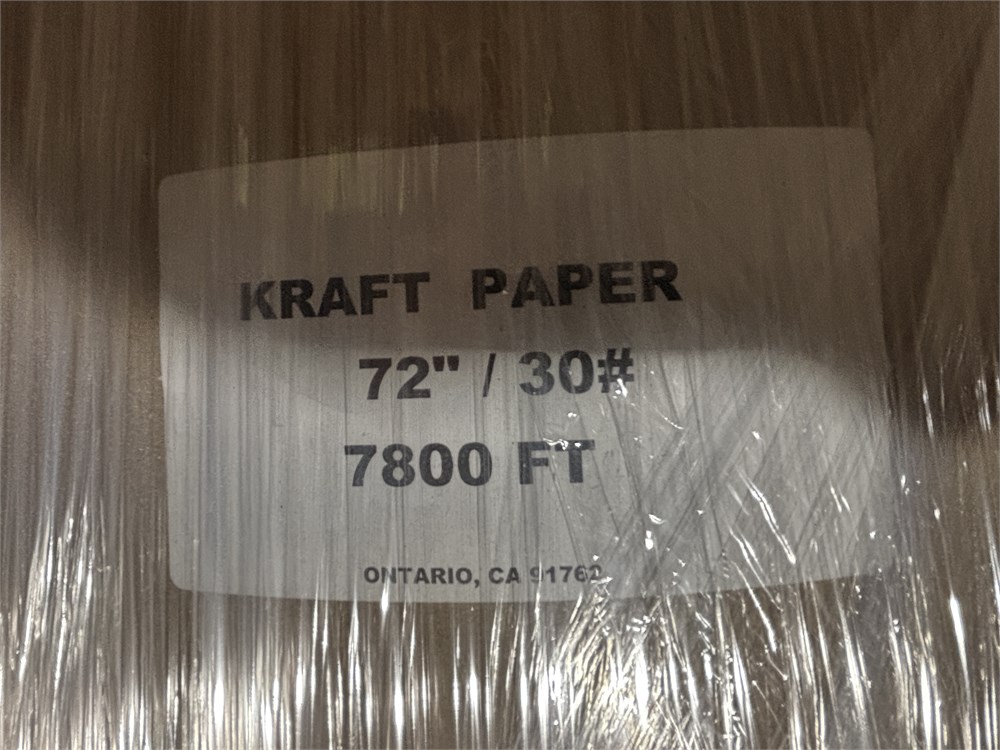 KRAFT PAPER
72" / 30#
7800 FT
ONTARIO, CA 91762